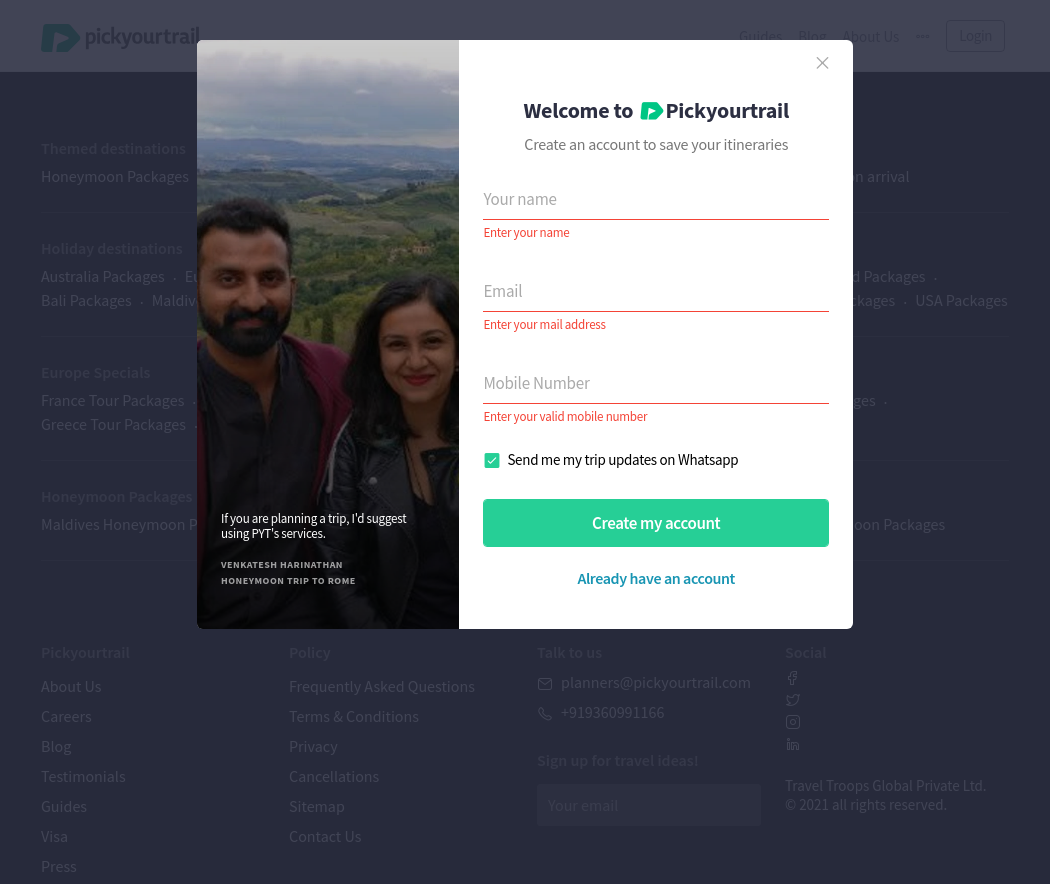 pickyourtrail
Guides Blog About Us ••• Login
Welcome to Pickyourtrail
Create an account to save your itineraries
Your name
Enter your name
Email
Enter your mail address
Mobile Number
Enter your valid mobile number
Send me my trip updates on Whatsapp
Create my account
Already have an account
If you are planning a trip, I'd suggest
using PYT's services.
VENKATESH HARINATHAN
HONEYMOON TRIP TO ROME
Themed destinations
Honeymoon Packages
on arrival
Holiday destinations
Australia Packages · Eu
d Packages ·
Bali Packages · Maldiv
ckages · USA Packages
Europe Specials
France Tour Packages ·
es ·
Greece Tour Packages ·
Honeymoon Packages
Maldives Honeymoon P
oon Packages
Pickyourtrail
About Us
Careers
Blog
Testimonials
Guides
Visa
Press
Policy
Frequently Asked Questions
Terms & Conditions
Privacy
Cancellations
Sitemap
Contact Us
Talk to us
planners@pickyourtrail.com
+919360991166
Sign up for travel ideas!
Your email
Social
Travel Troops Global Private Ltd.
© 2021 all rights reserved.